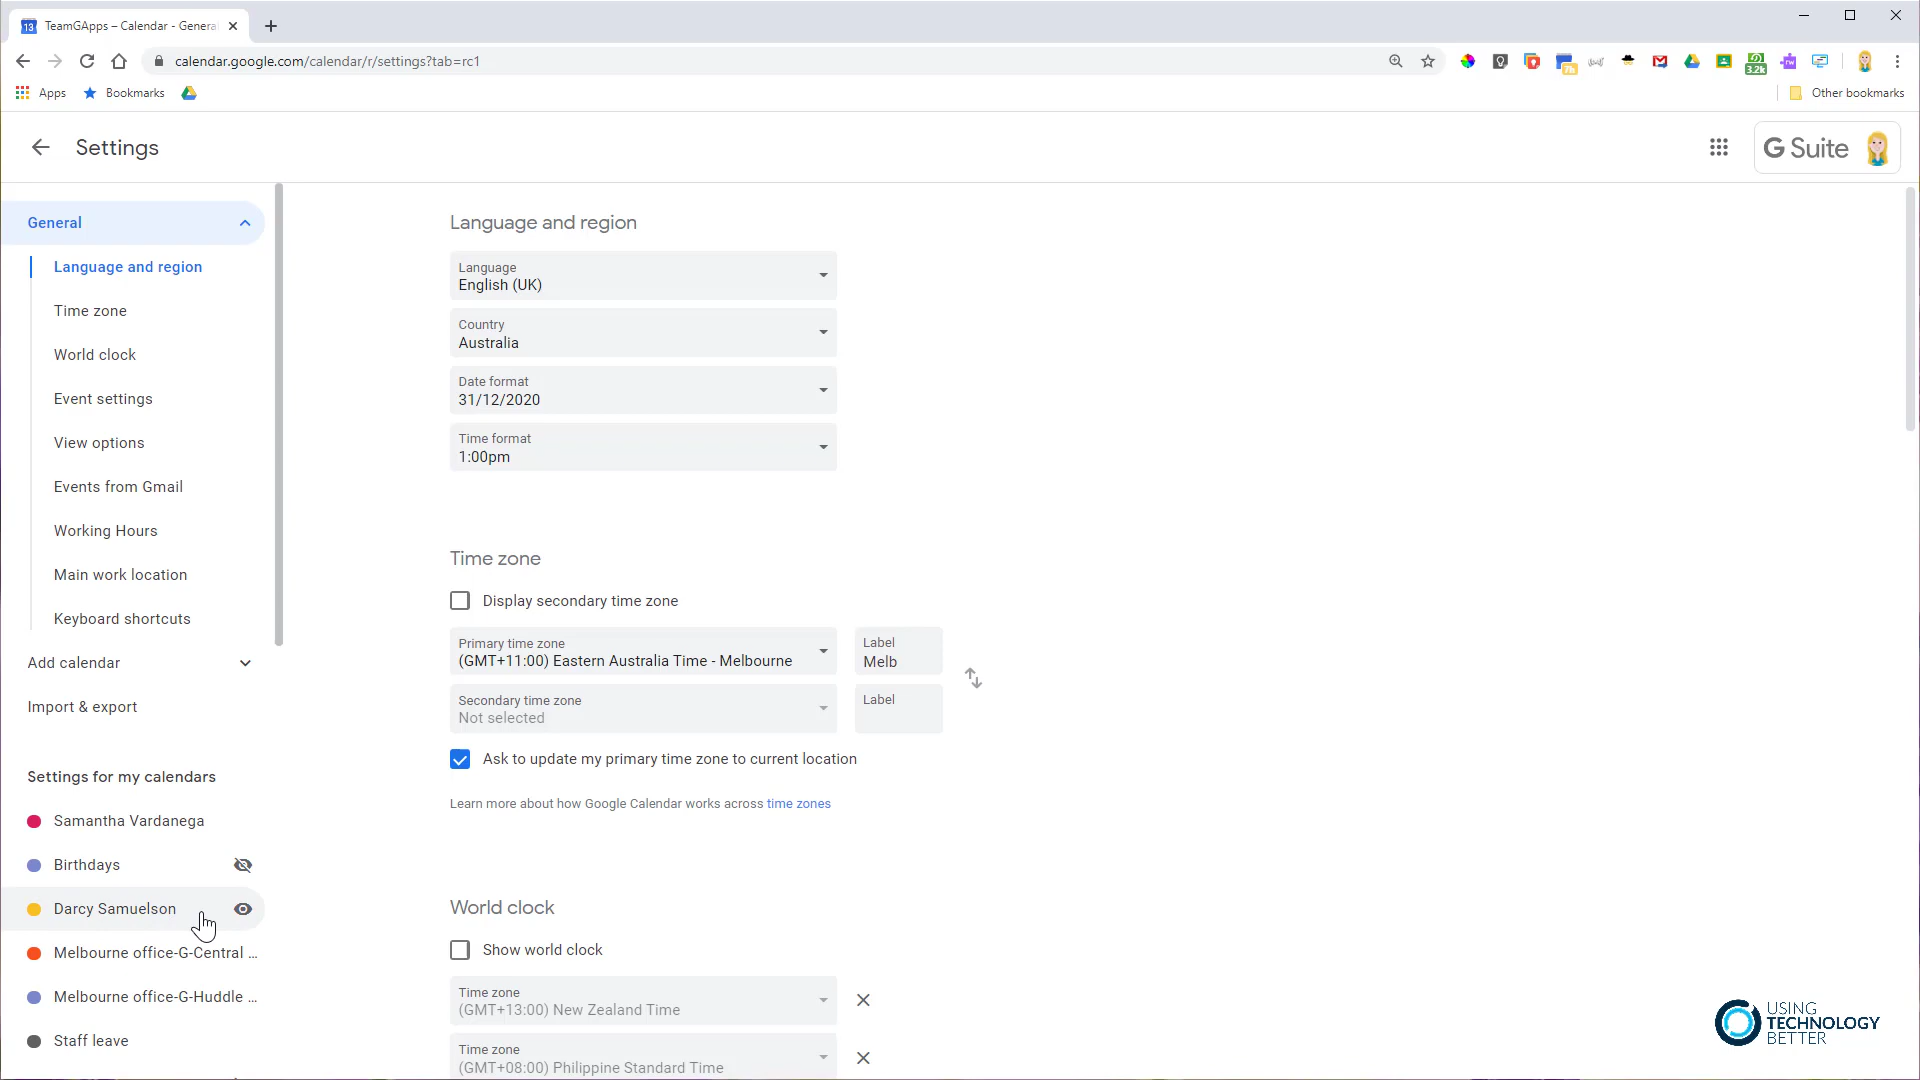 13 TeamGApps – Calendar - Genera
calendar.google.com/calendar/r/settings?tab=rc1
7h
3.2k
rw
Apps
Bookmarks
Other bookmarks
Settings
G Suite
General
Language and region
Time zone
World clock
Event settings
View options
Events from Gmail
Working Hours
Main work location
Keyboard shortcuts
Add calendar
Import & export
Settings for my calendars
Samantha Vardanega
Birthdays
Darcy Samuelson
Melbourne office-G-Central ...
Melbourne office-G-Huddle ...
Staff leave
Language and region
Language
English (UK)
Country
Australia
Date format
31/12/2020
Time format
1:00pm
Time zone
Display secondary time zone
Primary time zone
(GMT+11:00) Eastern Australia Time - Melbourne
Label
Melb
Secondary time zone
Not selected
Label
Ask to update my primary time zone to current location
Learn more about how Google Calendar works across time zones
World clock
Show world clock
Time zone
(GMT+13:00) New Zealand Time
Time zone
(GMT+08:00) Philippine Standard Time
USING
TECHNOLOGY
BETTER